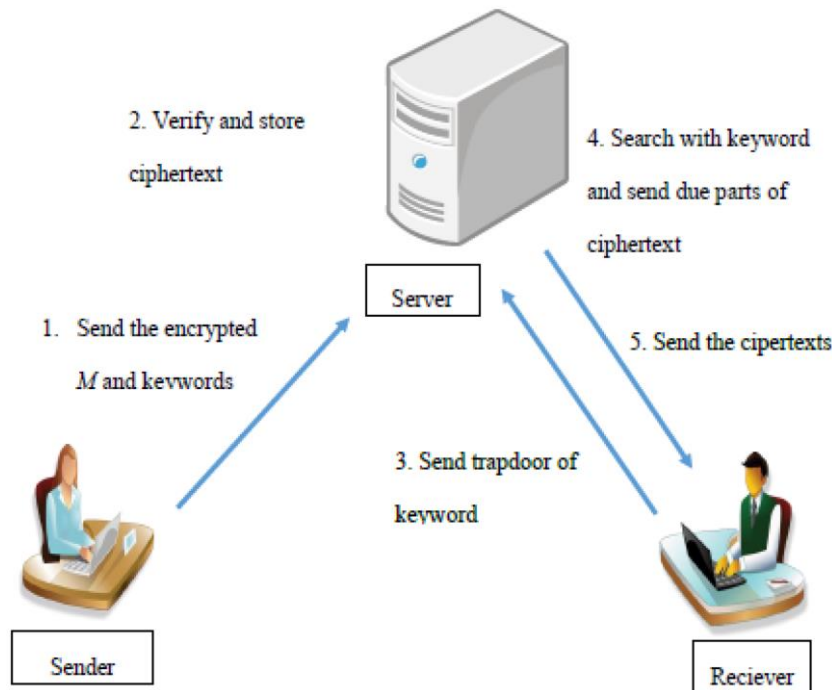 2. Verify and store
ciphertext
4. Search with keyword
and send due parts of
ciphertext
Server
1. Send the encrypted
M and kevwords
5. Send the cipertexts
3. Send trapdoor of
keyword
Sender
Reciever